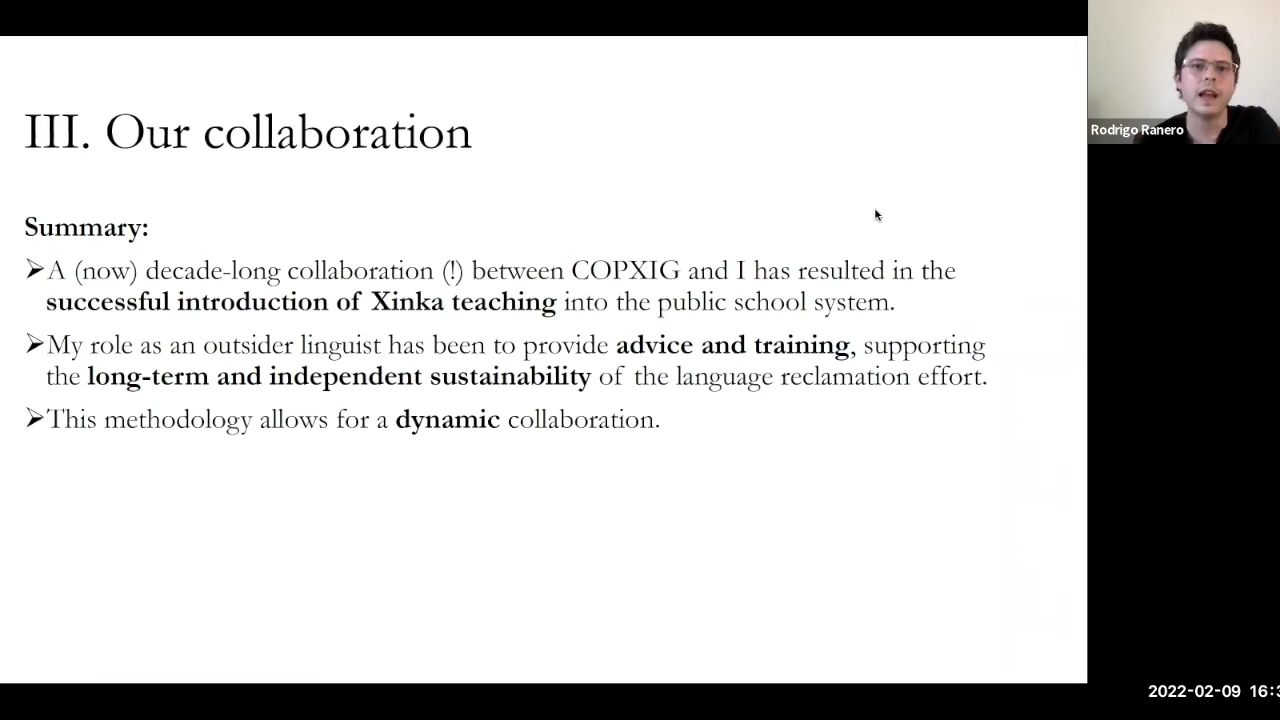 III. Our collaboration
Summary:
➢A (now) decade-long collaboration (!) between COPXIG and I has resulted in the
successful introduction of Xinka teaching into the public school system.
➢My role as an outsider linguist has been to provide advice and training, supporting
the long-term and independent sustainability of the language reclamation effort.
➢This methodology allows for a dynamic collaboration.
Rodrigo Ranero
2022-02-09 16:3